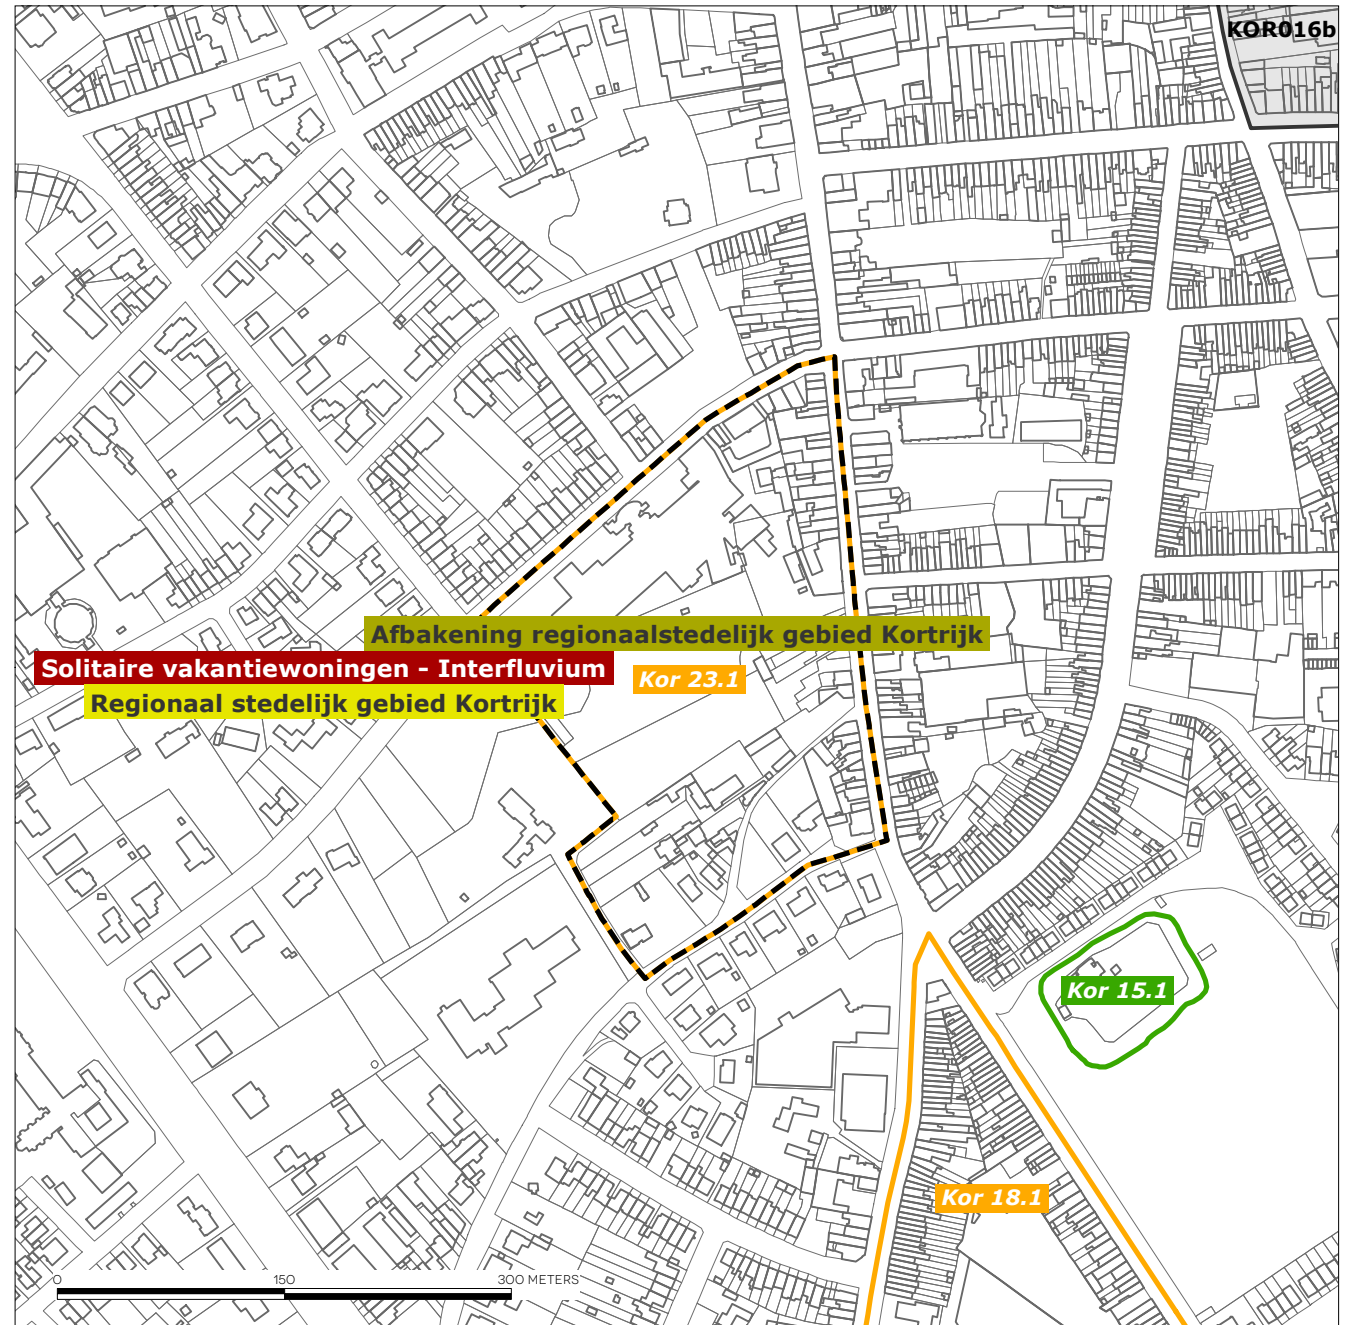 KOR016b
Afbakening regionaalstedelijk gebied Kortrijk
Solitaire vakantiewoningen - Interfluvium
Kor 23.1
Regionaal stedelijk gebied Kortrijk
Kor 15.1
Kor 18.1
0 150 300 METERS